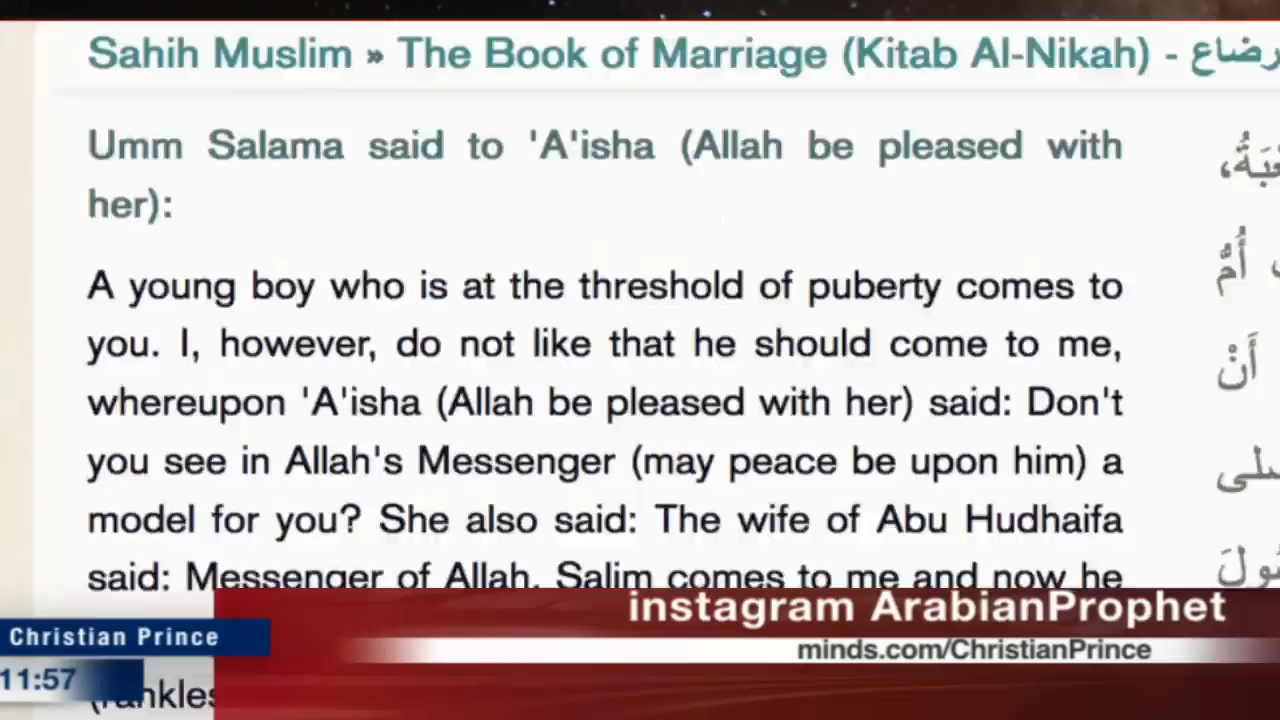 Sahih Muslim » The Book of Marriage (Kitab Al-Nikah) - رضاع
Umm Salama said to 'A'isha (Allah be pleased with
her):
A young boy who is at the threshold of puberty comes to
you. I, however, do not like that he should come to me,
whereupon 'A'isha (Allah be pleased with her) said: Don't
you see in Allah's Messenger (may peace be upon him) a
model for you? She also said: The wife of Abu Hudhaifa
said: Messenger of Allah, Salim comes to me and now he
أُمَّ
أَنْ
instagram ArabianProphet
Christian Prince
minds.com/ChristianPrince
11:57